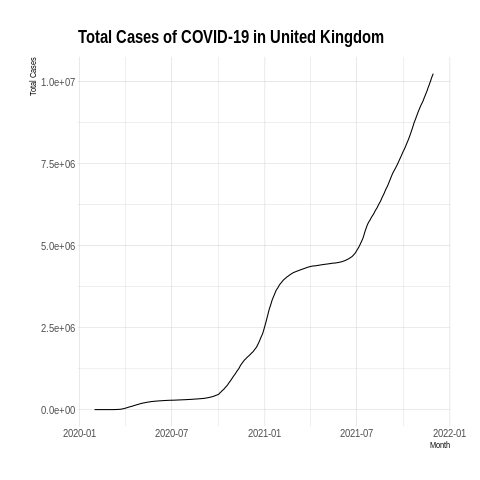 Total Cases of COVID-19 in United Kingdom
Total Cases
1.0e+07
7.5e+06
5.0e+06
2.5e+06
0.0e+00
2020-01 2020-07 2021-01 2021-07 2022-01
Month